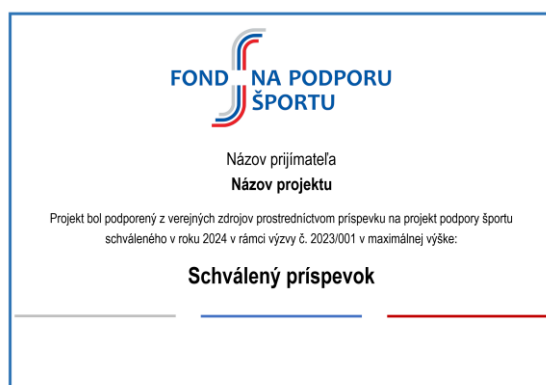 FOND NA PODPORU
ŠPORTU
Názov prijímateľa
Názov projektu
Projekt bol podporený z verejných zdrojov prostredníctvom príspevku na projekt podpory športu
schváleného v roku 2024 v rámci výzvy č. 2023/001 v maximálnej výške:
Schválený príspevok